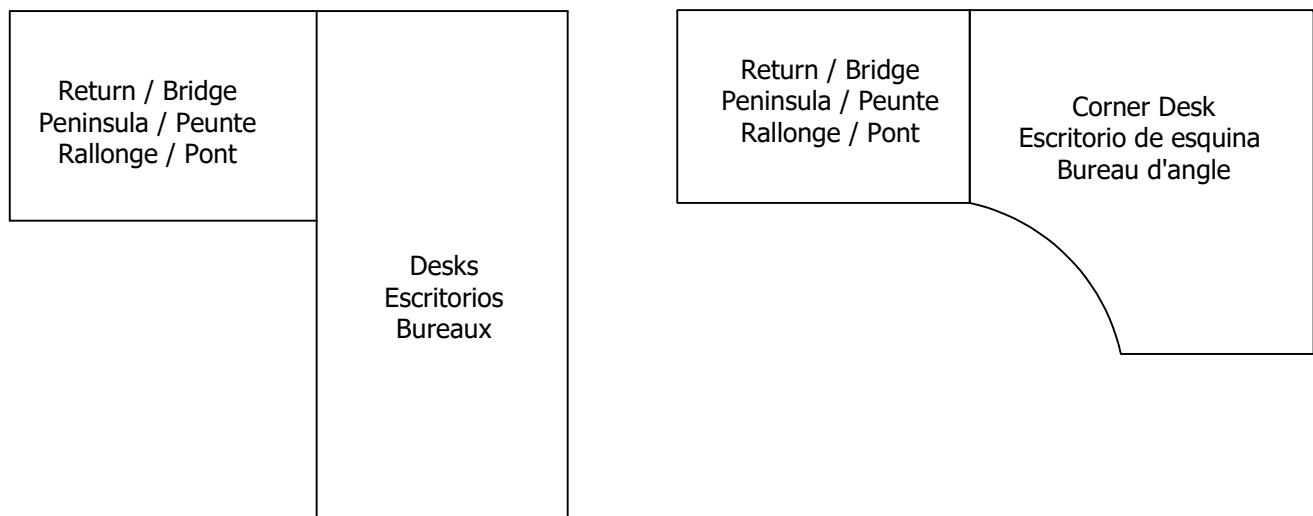 Return / Bridge
Peninsula / Peunte
Rallonge / Pont
Desks
Escritorios
Bureaux
Return / Bridge
Peninsula / Peunte
Rallonge / Pont
Corner Desk
Escritorio de esquina
Bureau d'angle